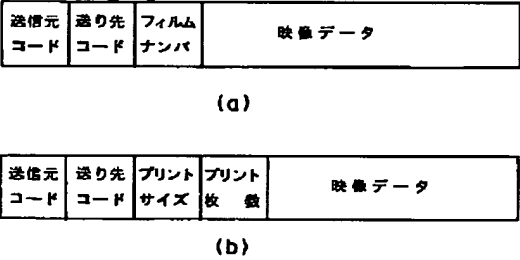 送信元 送り先 フィルム 映像データ
コード コード ナンバ
(a)
送信元 送り先 プリント プリント 映像データ
コード コード サイズ 枚数
(b)